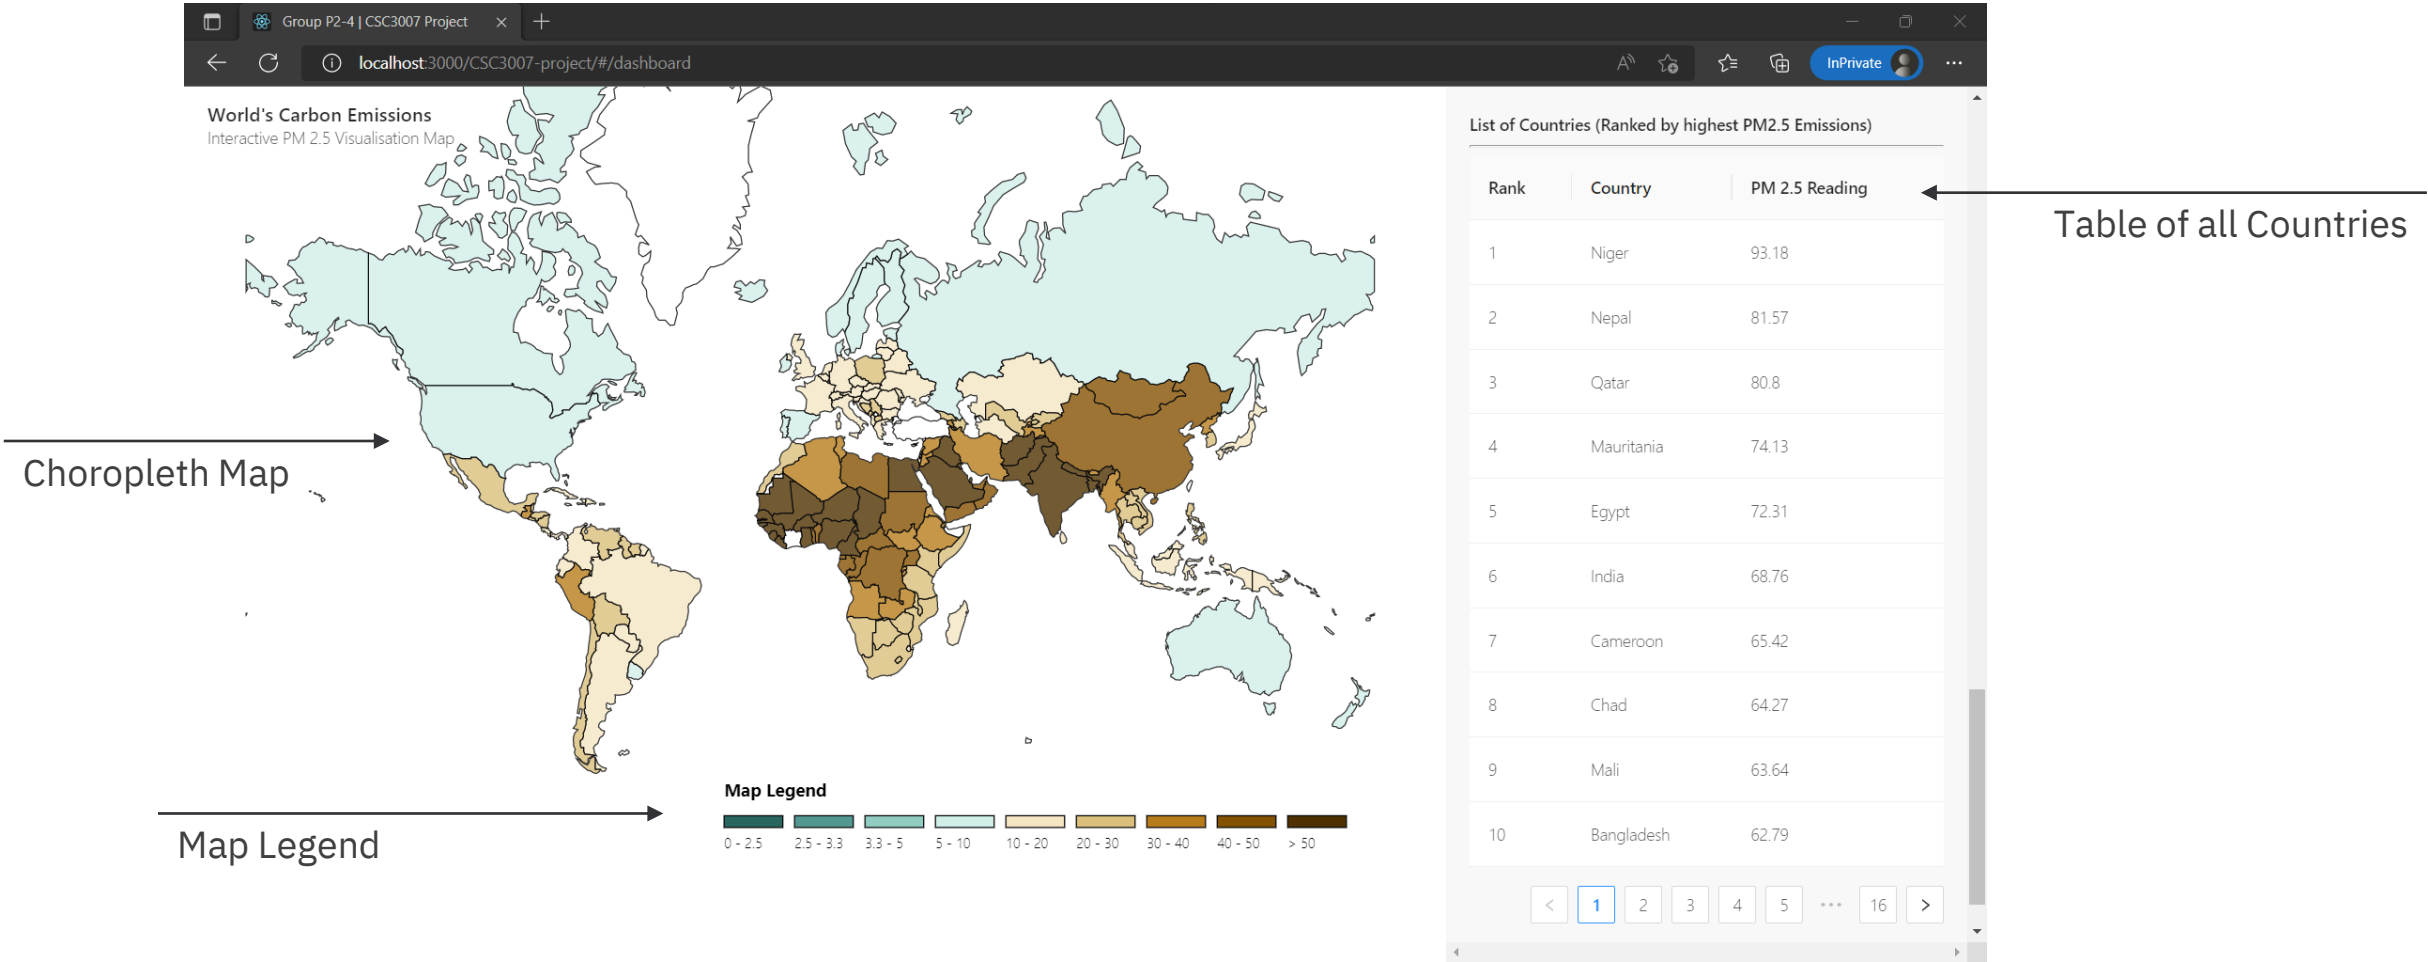 Group P2-4 | CSC3007 Project
localhost:3000/CSC3007-project/#/dashboard
InPrivate
World's Carbon Emissions
Interactive PM 2.5 Visualisation Map
List of Countries (Ranked by highest PM2.5 Emissions)
Rank Country PM 2.5 Reading
1 Niger 93.18
2 Nepal 81.57
3 Qatar 80.8
4 Mauritania 74.13
5 Egypt 72.31
6 India 68.76
7 Cameroon 65.42
8 Chad 64.27
9 Mali 63.64
10 Bangladesh 62.79
< 1 2 3 4 5 ••• 16 >
Table of all Countries
Choropleth Map
Map Legend
Map Legend
0 - 2.5 2.5 - 3.3 3.3 - 5 5 - 10 10 - 20 20 - 30 30 - 40 40 - 50 > 50